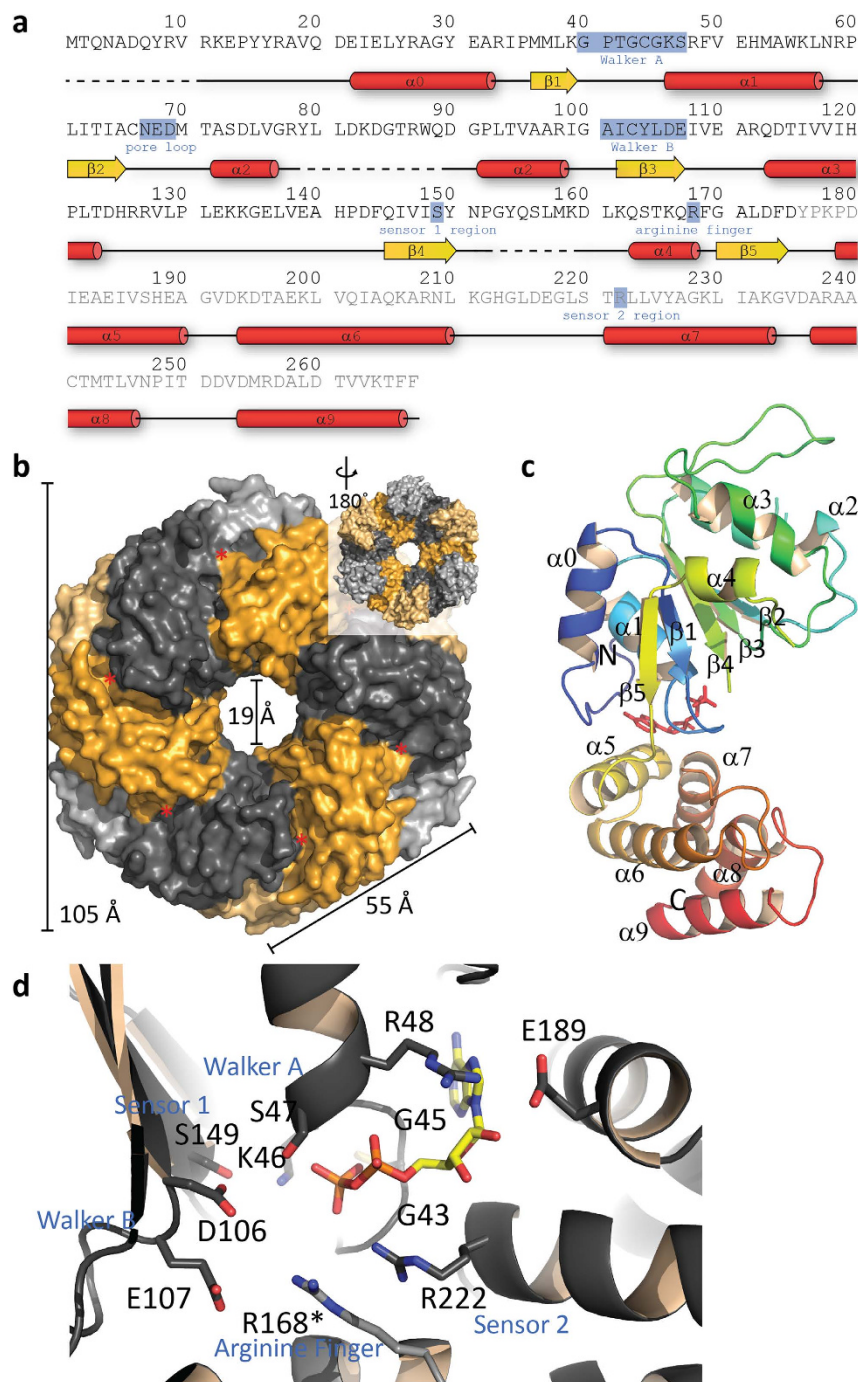 a
10 20 30 40 50 60
MTQNADQYRV RKEPYYRAVQ DEIELYRAGY EARIPMMLKG PTGCGKSRFV EHMAWKLNRP
Walker A
α0 β1 α1
70 80 90 100 110 120
LITIACNEDM TASDLVGRYL LDKDGTRWQD GPLTVAARIG AICYLDEIVE ARQDTIVVIH
pore loop Walker B
β2 α2 α2 β3 α3
130 140 150 160 170 180
PLTDHRRVLP LEKKGELVEA HPDFQIVISY NPGYQSLMKD LKQSTKQRFG ALDFDYPKPD
sensor 1 region arginine finger
β4 α4 β5
190 200 210 220 230 240
IEAEIVSHEA GVDKDTAEKL VQIAQKARNL KGHGLDEGLS TRLLVYAGKL IAKGVDARAA
sensor 2 region
α5 α6 α7
250 260
CTMTLVNPIT DDVDMRDALD TVVKTFF
α8 α9
b
180°
*
*
19 Å
*
*
*
105 Å
55 Å
c
α3
α2
α0
α4
α1
β1
β2
N
β4
β3
β5
α5
α7
α6
α8
C
α9
d
R48
E189
Walker A
S47
G45
Sensor 1
S149
K46
G43
Walker B
D106
E107
R222
R168*
Sensor 2
Arginine Finger